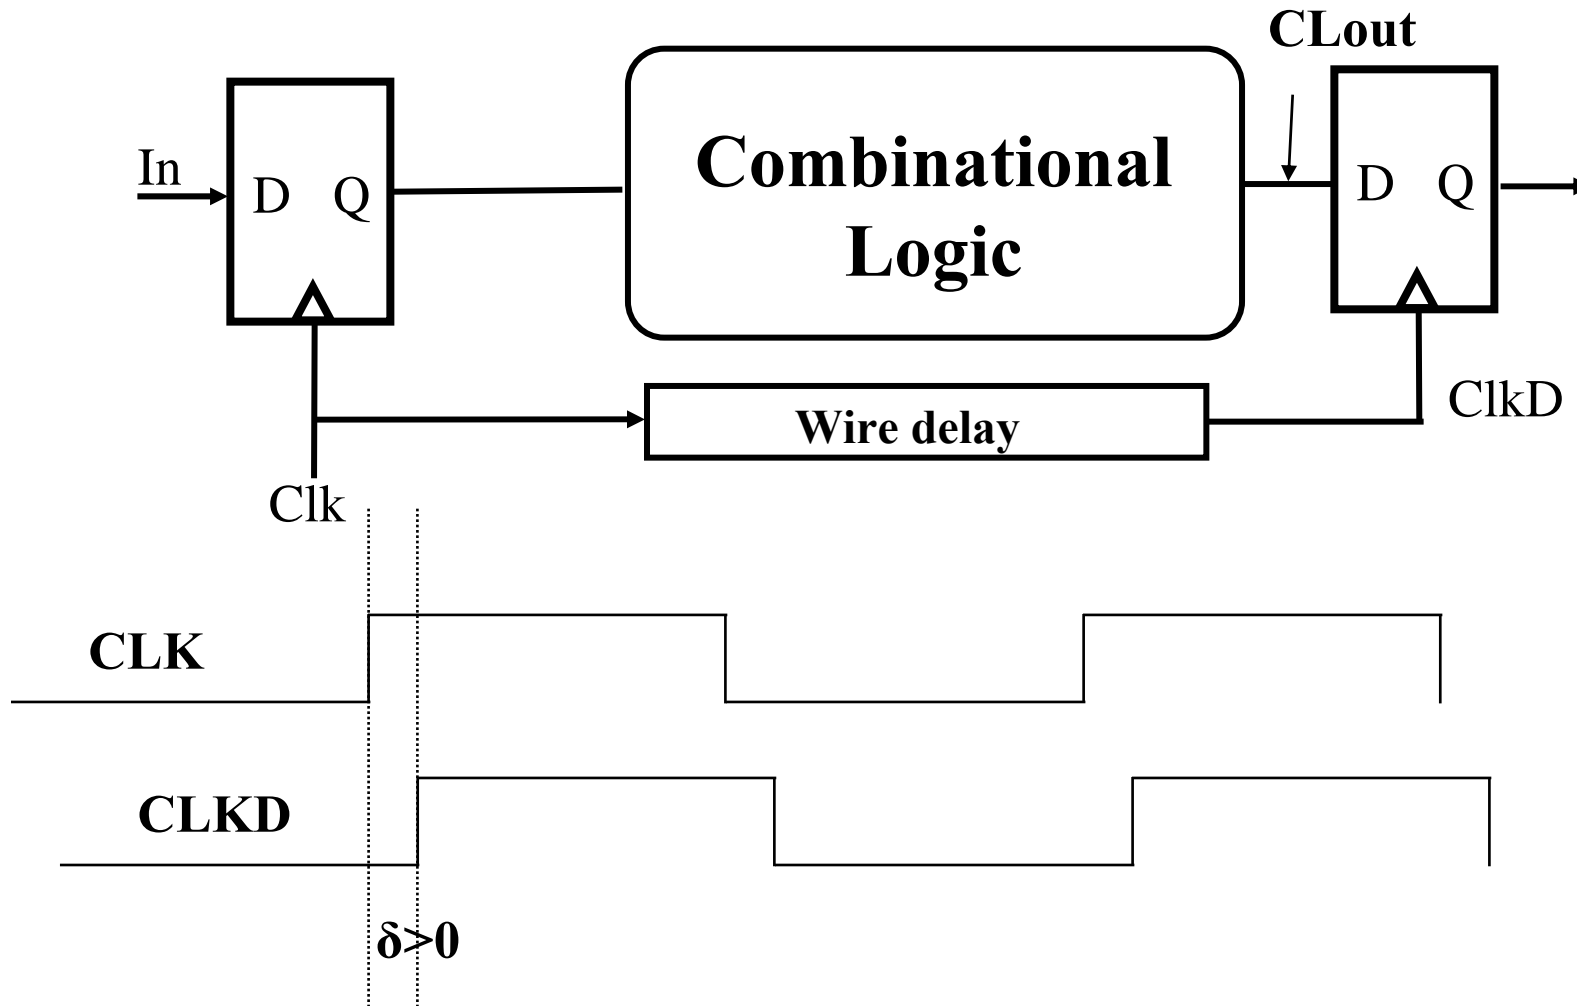 CLout
Combinational
Logic
In
D Q
D Q
ClkD
Wire delay
Clk
CLK
CLKD
δ>0